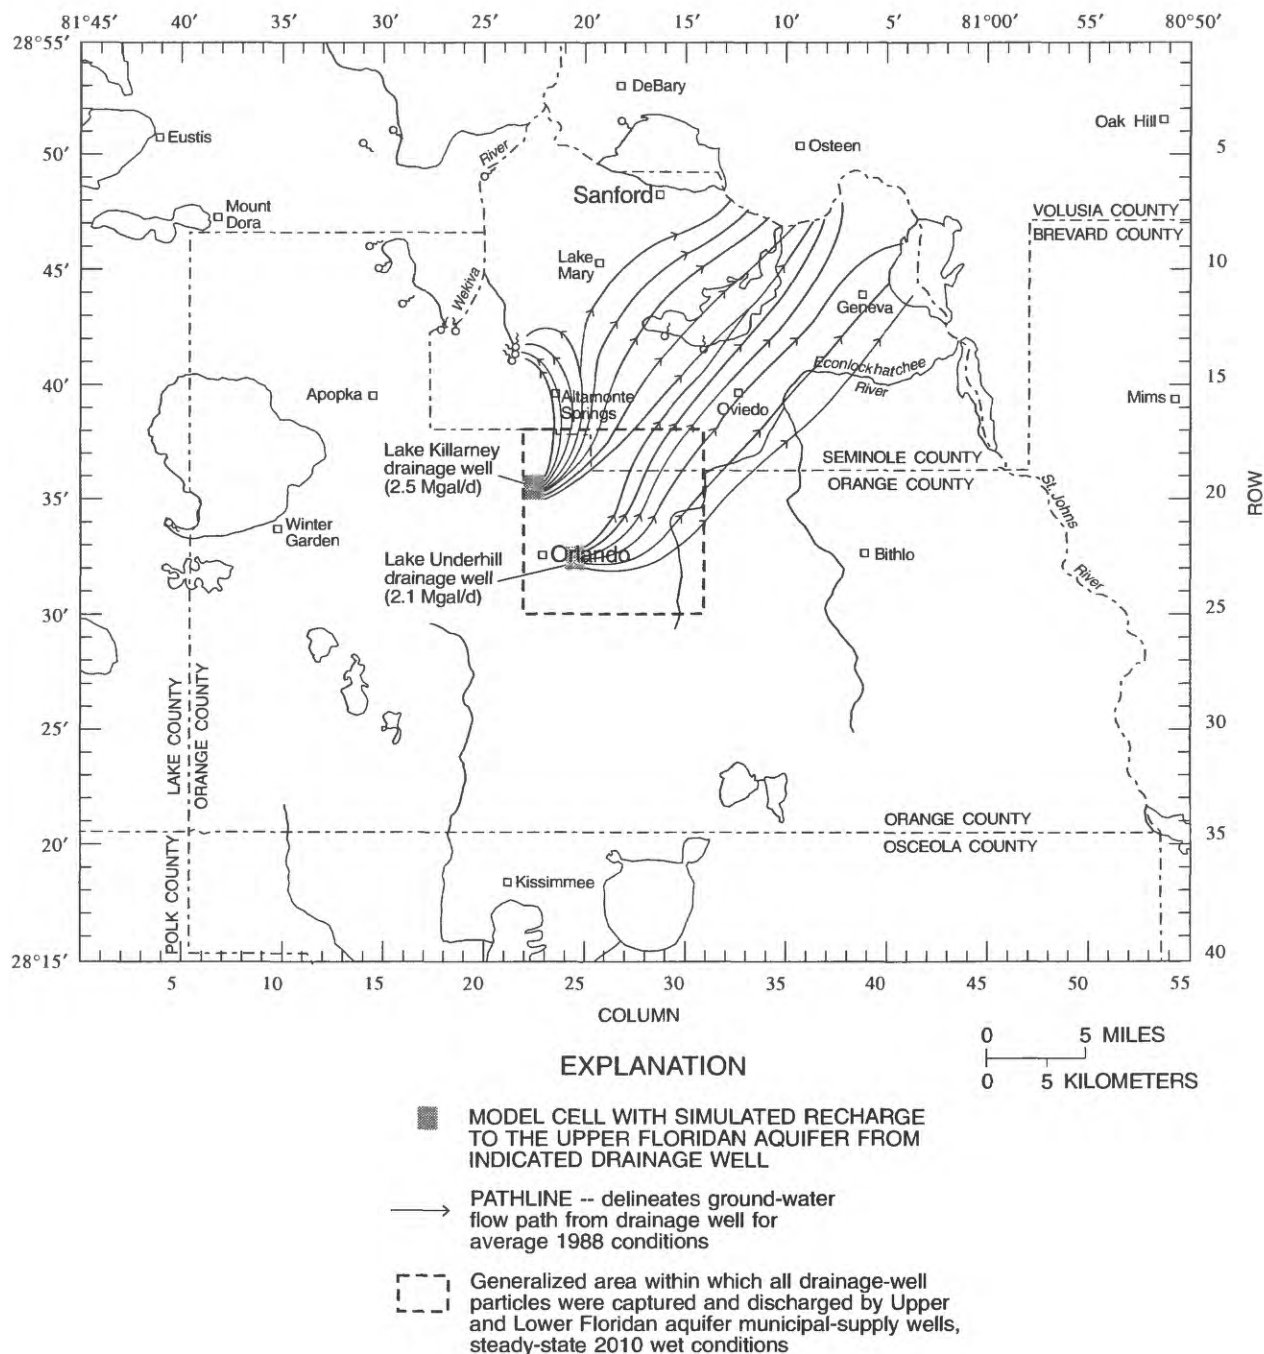 81°45′ 40′ 35′ 30′ 25′ 20′ 15′ 10′ 5′ 81°00′ 55′ 80°50′
28°55′
DeBary
Oak Hill
Eustis
River
Osteen
50′
5
Sanford
Mount
Dora
VOLUSIA COUNTY
BREVARD COUNTY
Lake
Mary
45′
10
Wekiva
Geneva
Econlockhatchee
River
40′
15
Apopka
Altamonte
Springs
Oviedo
Mims
Lake Killarney
drainage well
(2.5 Mgal/d)
SEMINOLE COUNTY
ORANGE COUNTY
35′
20
ROW
St. Johns
River
Winter
Garden
Orlando
Bithlo
Lake Underhill
drainage well
(2.1 Mgal/d)
30′
25
LAKE COUNTY
ORANGE COUNTY
25′
30
ORANGE COUNTY
OSCEOLA COUNTY
20′
35
POLK COUNTY
Kissimmee
28°15′
40
5 10 15 20 25 30 35 40 45 50 55
COLUMN
0 5 MILES
0 5 KILOMETERS
EXPLANATION
MODEL CELL WITH SIMULATED RECHARGE
TO THE UPPER FLORIDAN AQUIFER FROM
INDICATED DRAINAGE WELL
PATHLINE -- delineates ground-water
flow path from drainage well for
average 1988 conditions
Generalized area within which all drainage-well
particles were captured and discharged by Upper
and Lower Floridan aquifer municipal-supply wells,
steady-state 2010 wet conditions